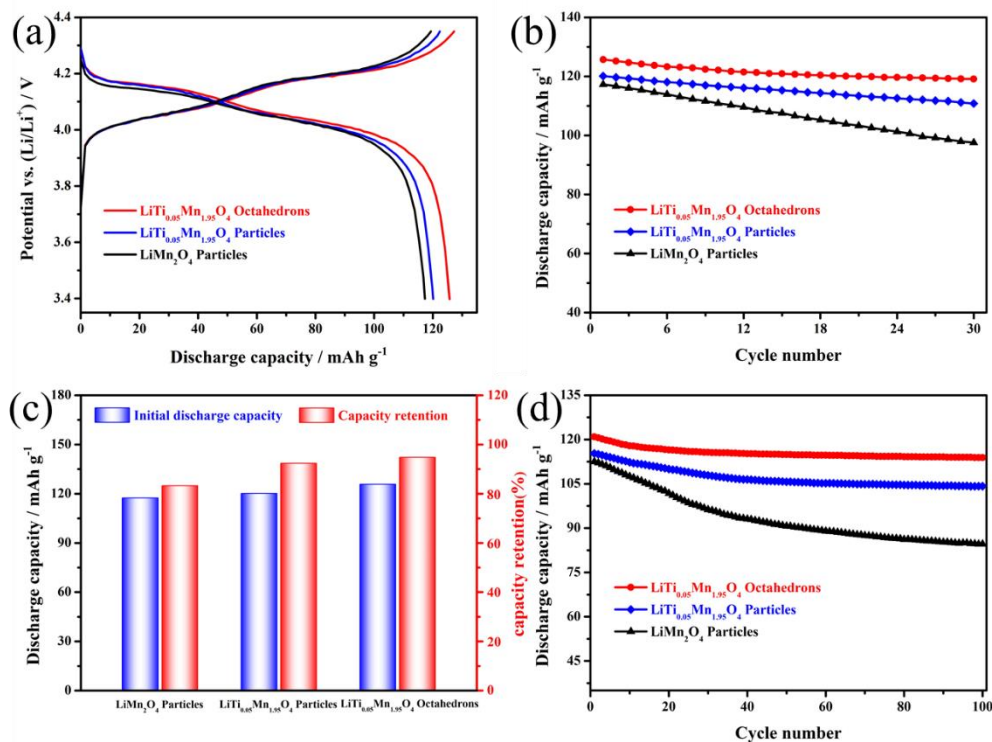 (a)
4.4
4.2
4.0
3.8
3.6
3.4
Potential vs. (Li/Li⁺) / V
LiTi₀.₀₅Mn₁.₉₅O₄ Octahedrons
LiTi₀.₀₅Mn₁.₉₅O₄ Particles
LiMn₂O₄ Particles
0 20 40 60 80 100 120
Discharge capacity / mAh g⁻¹
(b)
140
120
100
80
60
40
Discharge capacity / mAh g⁻¹
LiTi₀.₀₅Mn₁.₉₅O₄ Octahedrons
LiTi₀.₀₅Mn₁.₉₅O₄ Particles
LiMn₂O₄ Particles
0 6 12 18 24 30
Cycle number
(c)
180
150
120
90
60
30
0
Discharge capacity / mAh g⁻¹
Initial discharge capacity
Capacity retention
120
100
80
60
40
20
0
capacity retention(%)
LiMn₂O₄ Particles
LiTi₀.₀₅Mn₁.₉₅O₄ Particles
LiTi₀.₀₅Mn₁.₉₅O₄ Octahedrons
(d)
135
120
105
90
75
60
45
Discharge capacity / mAh g⁻¹
LiTi₀.₀₅Mn₁.₉₅O₄ Octahedrons
LiTi₀.₀₅Mn₁.₉₅O₄ Particles
LiMn₂O₄ Particles
0 20 40 60 80 100
Cycle number